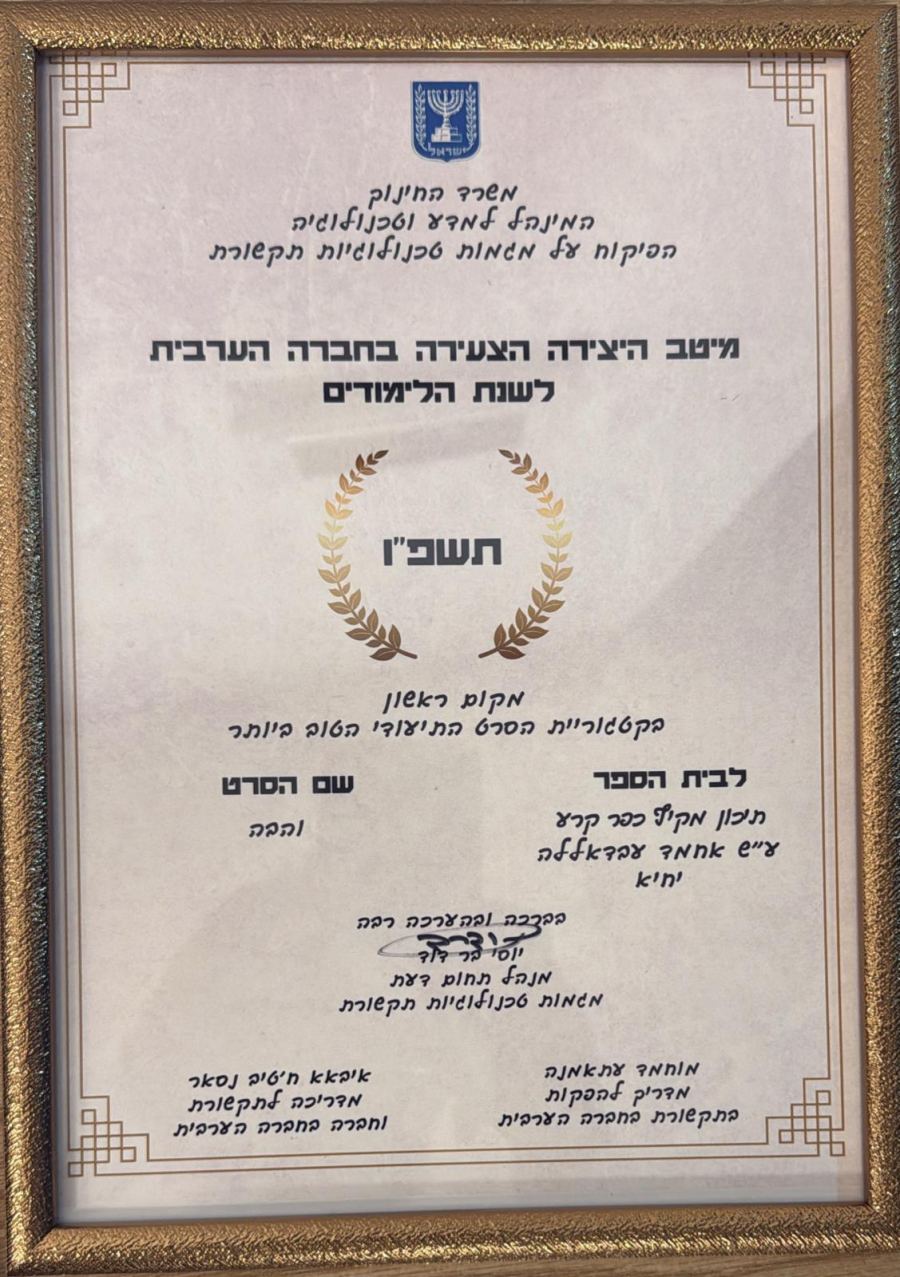 ישראל
משרד החינוך
המינהל למדע וטכנולוגיה
הפיקוח על מגמות טכנולוגיות תקשורת
מיטב היצירה הצעירה בחברה הערבית
לשנת הלימודים
תשפ"ו
מקום ראשון
בקטגוריית הסרט התיעודי הטוב ביותר
לבית הספר
תיכון מקיף כפר קרע
ע"ש אחמד עבדאללה
יחיא
שם הסרט
והבה
בברכה ובהערכה רבה
יוסי בר דוד
מנהל תחום דעת
מגמות טכנולוגיות תקשורת
מוחמד עתאמנה
מדריך להפקות
בתקשורת בחברה הערבית
איבאא ח'טיב נסאר
מדריכה לתקשורת
וחברה בחברה הערבית